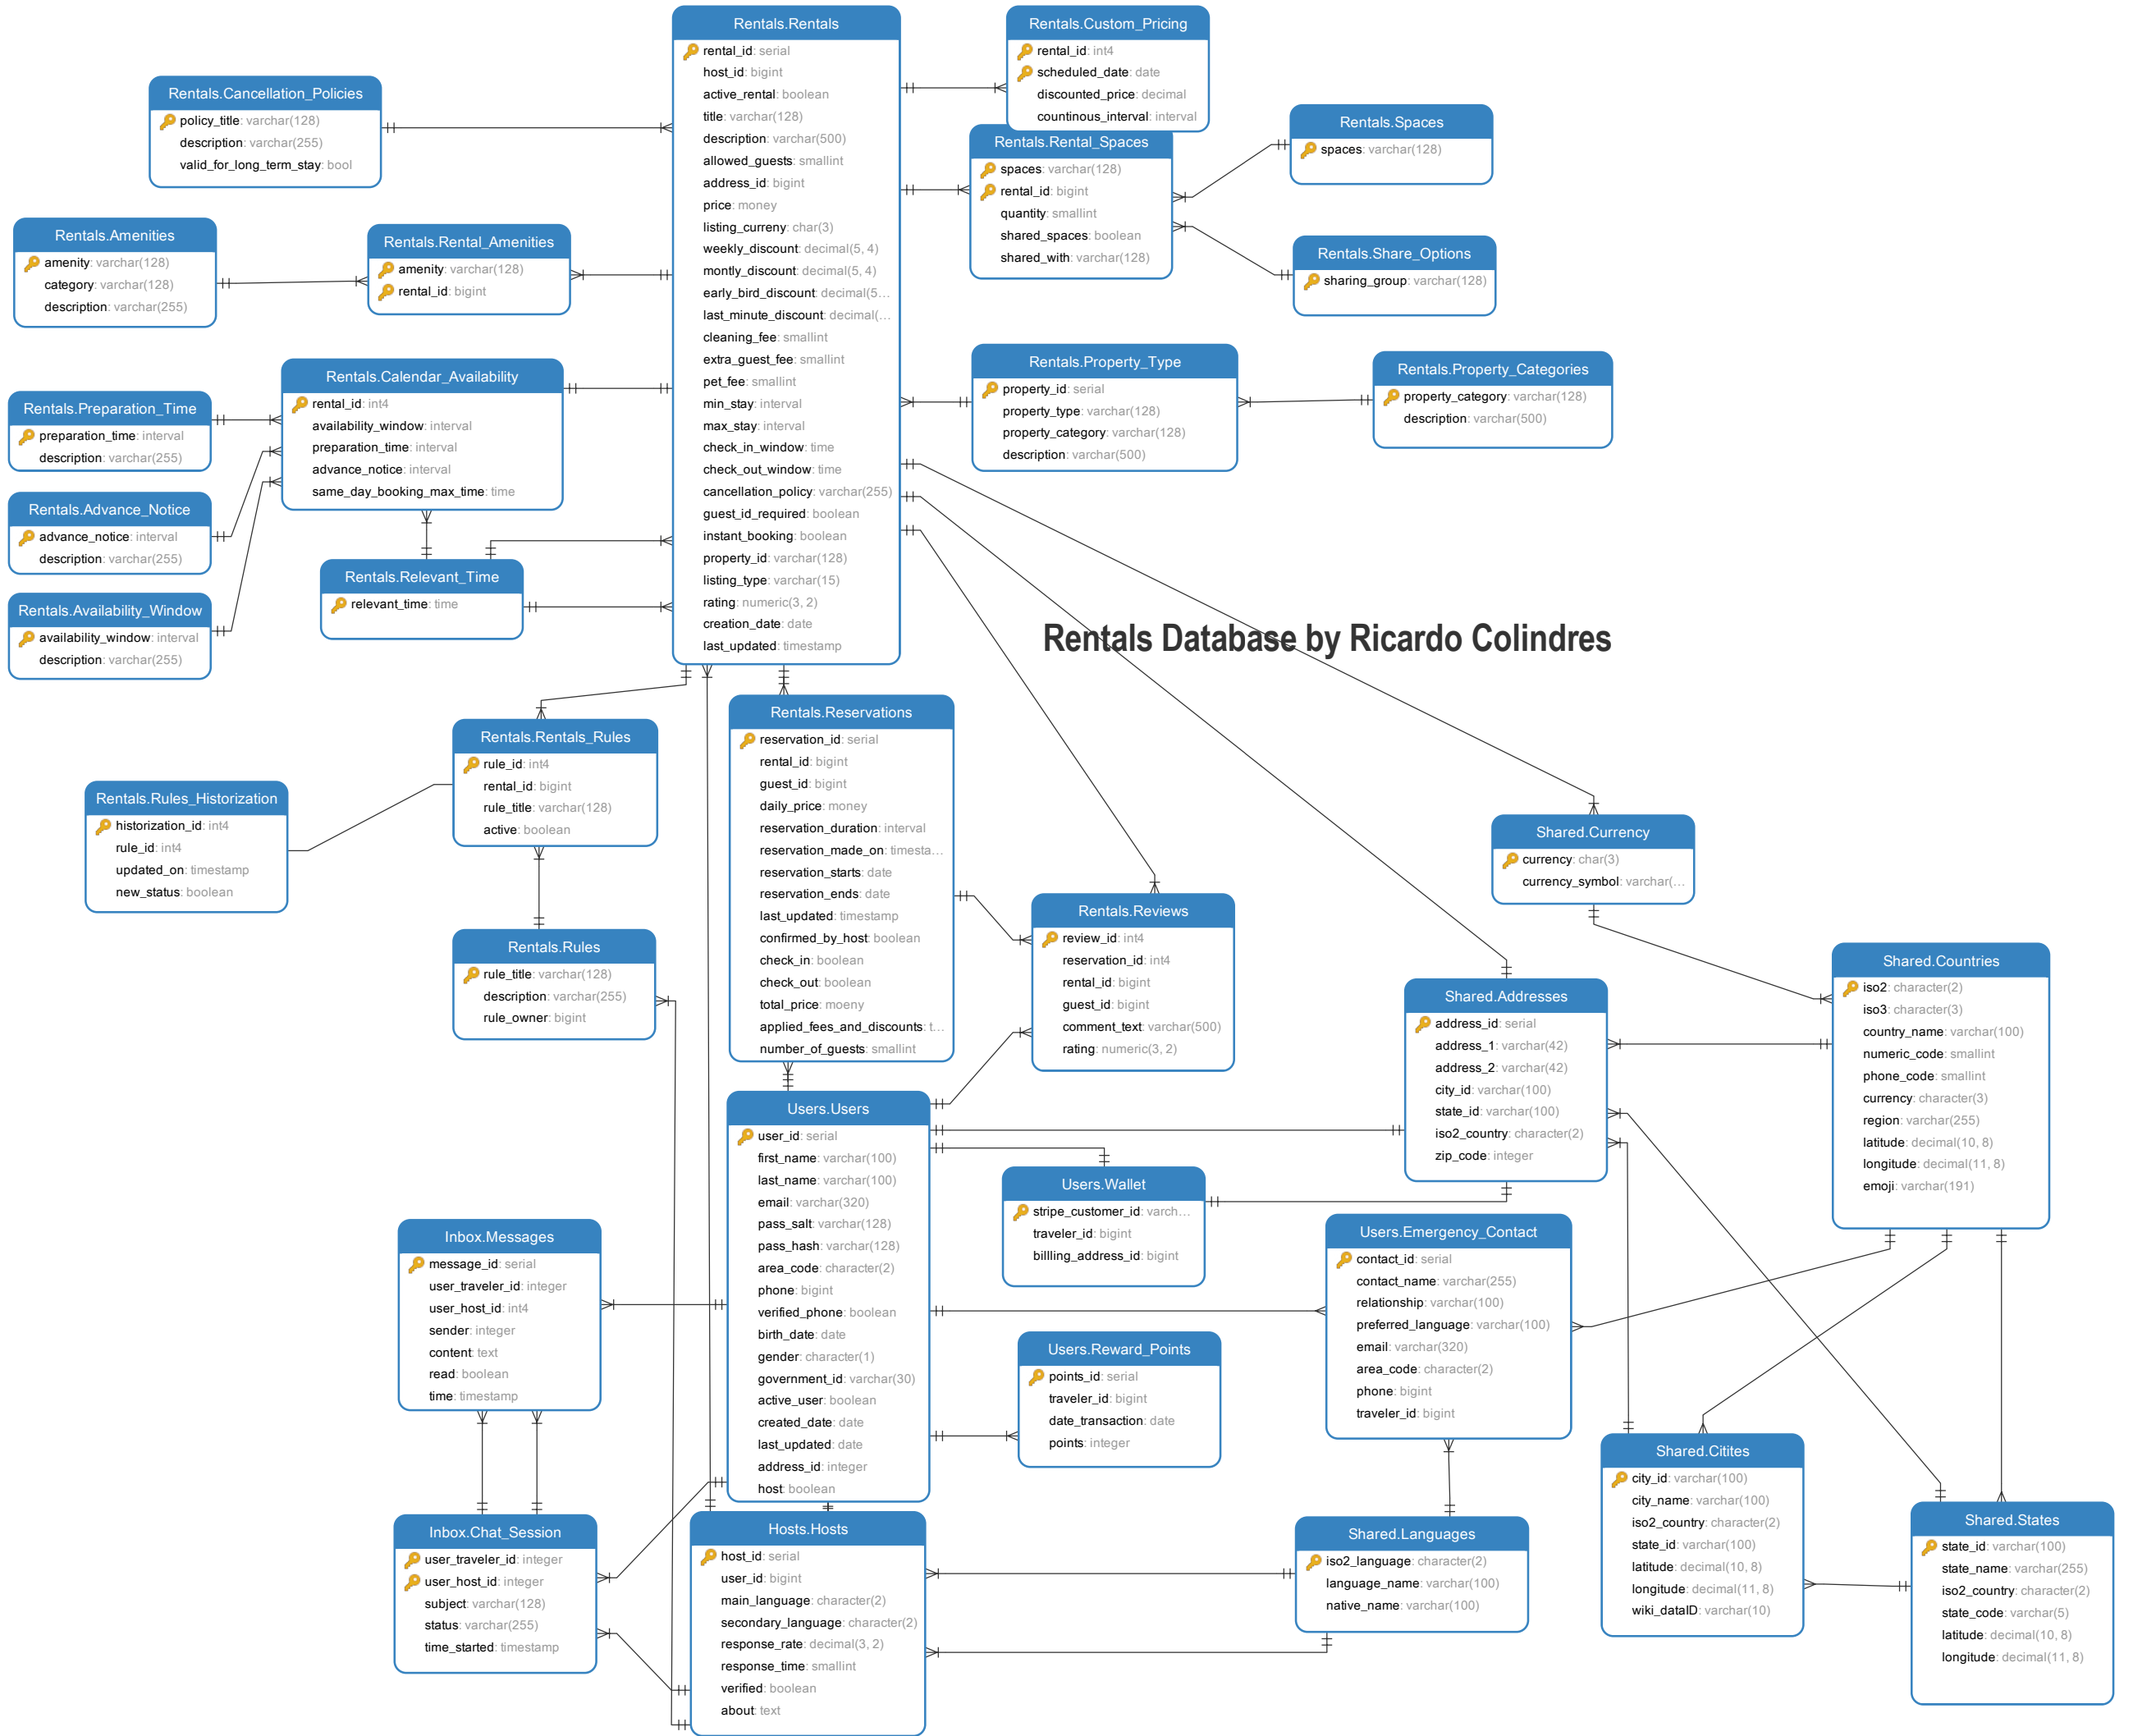 Rentals.Rentals
rental_id: serial
host_id: bigint
active_rental: boolean
title: varchar(128)
description: varchar(500)
allowed_guests: smallint
address_id: bigint
price: money
listing_curreny: char(3)
weekly_discount: decimal(5, 4)
montly_discount: decimal(5, 4)
early_bird_discount: decimal(5...
last_minute_discount: decimal(...
cleaning_fee: smallint
extra_guest_fee: smallint
pet_fee: smallint
min_stay: interval
max_stay: interval
check_in_window: time
check_out_window: time
cancellation_policy: varchar(255)
guest_id_required: boolean
instant_booking: boolean
property_id: varchar(128)
listing_type: varchar(15)
rating: numeric(3, 2)
creation_date: date
last_updated: timestamp
Rentals.Custom_Pricing
rental_id: int4
scheduled_date: date
discounted_price: decimal
countinous_interval: interval
Rentals.Cancellation_Policies
policy_title: varchar(128)
description: varchar(255)
valid_for_long_term_stay: bool
Rentals.Rental_Spaces
spaces: varchar(128)
rental_id: bigint
quantity: smallint
shared_spaces: boolean
shared_with: varchar(128)
Rentals.Spaces
spaces: varchar(128)
Rentals.Share_Options
sharing_group: varchar(128)
Rentals.Amenities
amenity: varchar(128)
category: varchar(128)
description: varchar(255)
Rentals.Rental_Amenities
amenity: varchar(128)
rental_id: bigint
Rentals.Calendar_Availability
rental_id: int4
availability_window: interval
preparation_time: interval
advance_notice: interval
same_day_booking_max_time: time
Rentals.Property_Type
property_id: serial
property_type: varchar(128)
property_category: varchar(128)
description: varchar(500)
Rentals.Property_Categories
property_category: varchar(128)
description: varchar(500)
Rentals.Preparation_Time
preparation_time: interval
description: varchar(255)
Rentals.Advance_Notice
advance_notice: interval
description: varchar(255)
Rentals.Availability_Window
availability_window: interval
description: varchar(255)
Rentals.Relevant_Time
relevant_time: time
Rentals Database by Ricardo Colindres
Rentals.Rentals_Rules
rule_id: int4
rental_id: bigint
rule_title: varchar(128)
active: boolean
Rentals.Rules_Historization
historization_id: int4
rule_id: int4
updated_on: timestamp
new_status: boolean
Rentals.Rules
rule_title: varchar(128)
description: varchar(255)
rule_owner: bigint
Rentals.Reservations
reservation_id: serial
rental_id: bigint
guest_id: bigint
daily_price: money
reservation_duration: interval
reservation_made_on: timesta...
reservation_starts: date
reservation_ends: date
last_updated: timestamp
confirmed_by_host: boolean
check_in: boolean
check_out: boolean
total_price: moeny
applied_fees_and_discounts: t...
number_of_guests: smallint
Rentals.Reviews
review_id: int4
reservation_id: int4
rental_id: bigint
guest_id: bigint
comment_text: varchar(500)
rating: numeric(3, 2)
Shared.Currency
currency: char(3)
currency_symbol: varchar(...
Shared.Countries
iso2: character(2)
iso3: character(3)
country_name: varchar(100)
numeric_code: smallint
phone_code: smallint
currency: character(3)
region: varchar(255)
latitude: decimal(10, 8)
longitude: decimal(11, 8)
emoji: varchar(191)
Shared.Addresses
address_id: serial
address_1: varchar(42)
address_2: varchar(42)
city_id: varchar(100)
state_id: varchar(100)
iso2_country: character(2)
zip_code: integer
Users.Users
user_id: serial
first_name: varchar(100)
last_name: varchar(100)
email: varchar(320)
pass_salt: varchar(128)
pass_hash: varchar(128)
area_code: character(2)
phone: bigint
verified_phone: boolean
birth_date: date
gender: character(1)
government_id: varchar(30)
active_user: boolean
created_date: date
last_updated: date
address_id: integer
host: boolean
Users.Wallet
stripe_customer_id: varch...
traveler_id: bigint
billling_address_id: bigint
Users.Emergency_Contact
contact_id: serial
contact_name: varchar(255)
relationship: varchar(100)
preferred_language: varchar(100)
email: varchar(320)
area_code: character(2)
phone: bigint
traveler_id: bigint
Users.Reward_Points
points_id: serial
traveler_id: bigint
date_transaction: date
points: integer
Inbox.Messages
message_id: serial
user_traveler_id: integer
user_host_id: int4
sender: integer
content: text
read: boolean
time: timestamp
Inbox.Chat_Session
user_traveler_id: integer
user_host_id: integer
subject: varchar(128)
status: varchar(255)
time_started: timestamp
Hosts.Hosts
host_id: serial
user_id: bigint
main_language: character(2)
secondary_language: character(2)
response_rate: decimal(3, 2)
response_time: smallint
verified: boolean
about: text
Shared.Languages
iso2_language: character(2)
language_name: varchar(100)
native_name: varchar(100)
Shared.Citites
city_id: varchar(100)
city_name: varchar(100)
iso2_country: character(2)
state_id: varchar(100)
latitude: decimal(10, 8)
longitude: decimal(11, 8)
wiki_dataID: varchar(10)
Shared.States
state_id: varchar(100)
state_name: varchar(255)
iso2_country: character(2)
state_code: varchar(5)
latitude: decimal(10, 8)
longitude: decimal(11, 8)